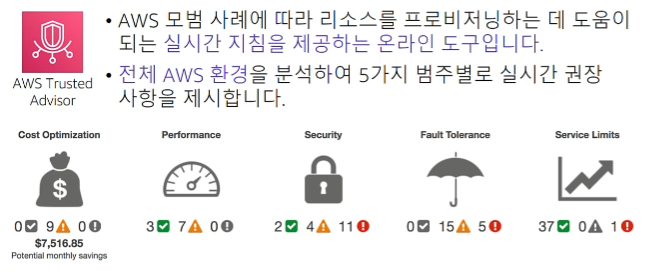 • AWS 모범 사례에 따라 리소스를 프로비저닝하는 데 도움이
되는 실시간 지침을 제공하는 온라인 도구입니다.
• 전체 AWS 환경을 분석하여 5가지 범주별로 실시간 권장
사항을 제시합니다.
AWS Trusted
Advisor
Cost Optimization Performance Security Fault Tolerance Service Limits
$
0 9 0 3 7 0 2 4 11 0 15 5 37 0 1
$7,516.85
Potential monthly savings